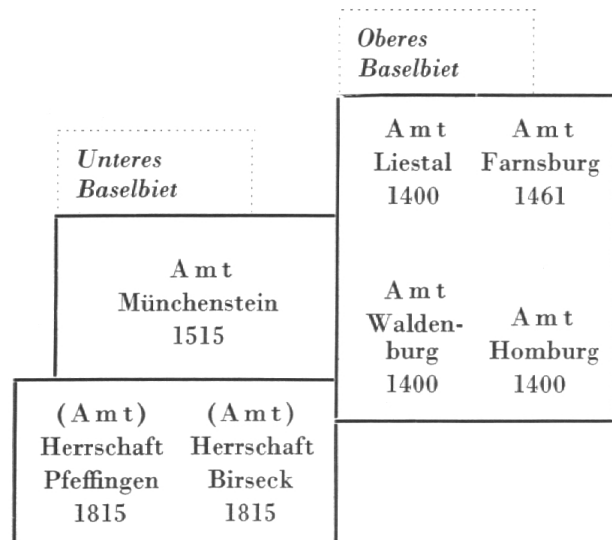 Oberes
Baselbiet
Amt
Liestal
1400
Amt
Farnsburg
1461
Amt
Walden-
burg
1400
Amt
Homburg
1400
Unteres
Baselbiet
Amt
Münchenstein
1515
(Amt)
Herrschaft
Pfeffingen
1815
(Amt)
Herrschaft
Birseck
1815